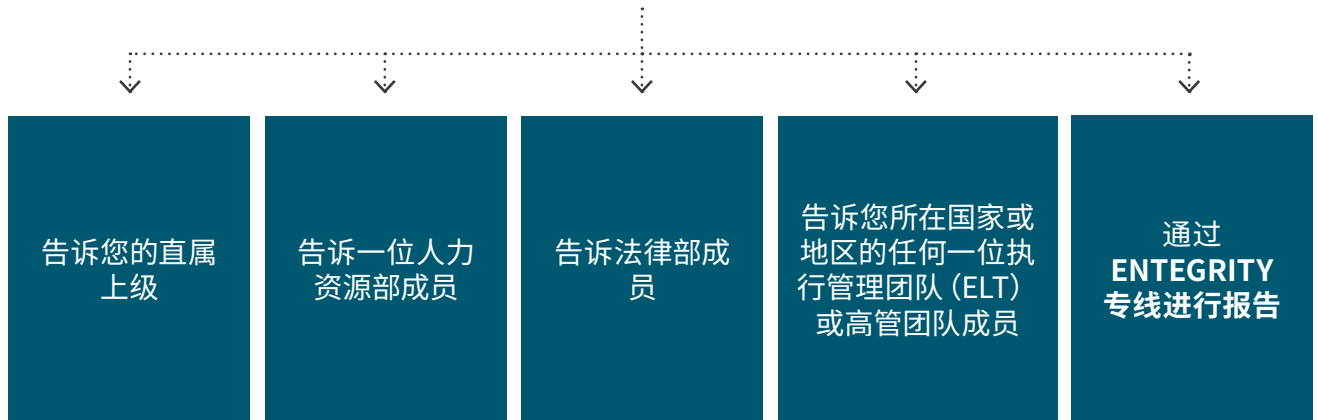 告诉您的直属
上级
告诉一位人力
资源部成员
告诉法律部成
员
告诉您所在国家或
地区的任何一位执
行管理团队（ELT）
或高管团队成员
通过
ENTEGRITY
专线进行报告